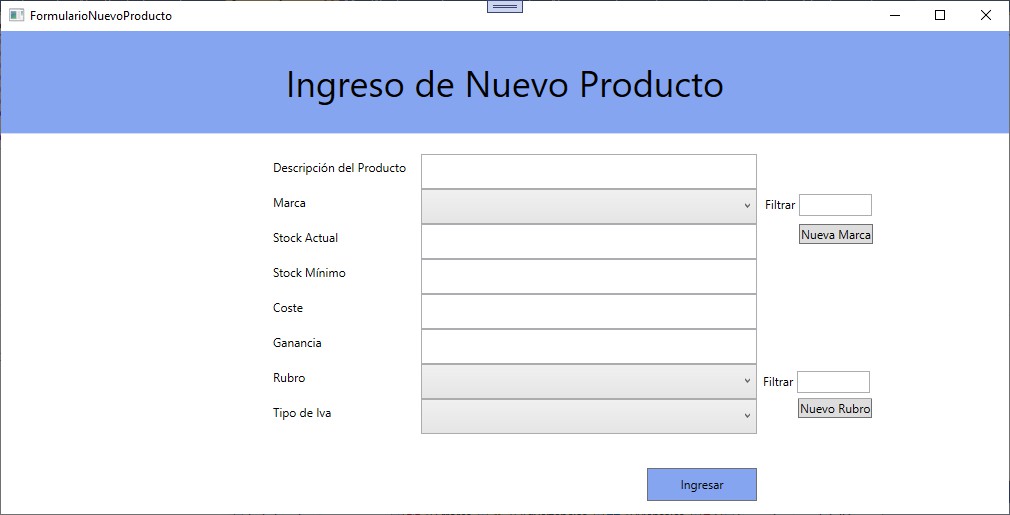 FormularioNuevoProducto
Ingreso de Nuevo Producto
Descripción del Producto
Marca
Filtrar
Nueva Marca
Stock Actual
Stock Mínimo
Coste
Ganancia
Rubro
Filtrar
Nuevo Rubro
Tipo de Iva
Ingresar